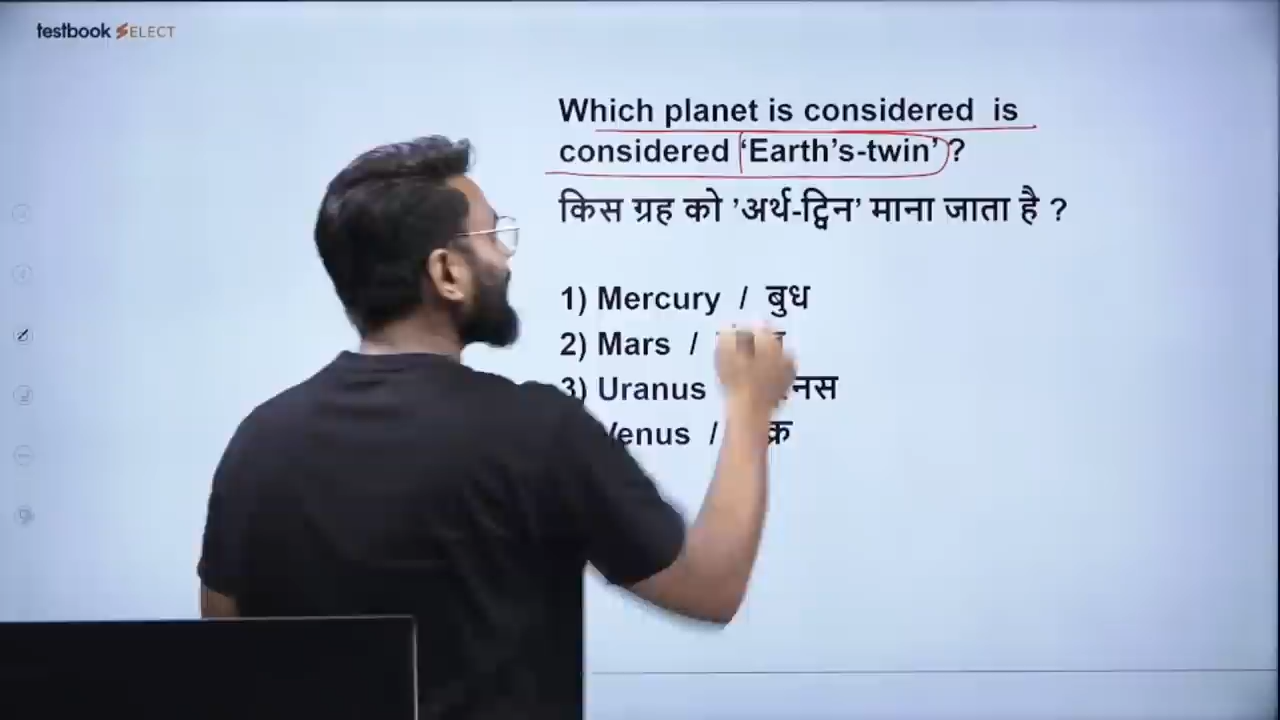 testbook SELECT
Which planet is considered is
considered ‘Earth’s-twin’ ?
किस ग्रह को ’अर्थ-ट्विन’ माना जाता है ?
1) Mercury / बुध
2) Mars /
3) Uranus
Venus /